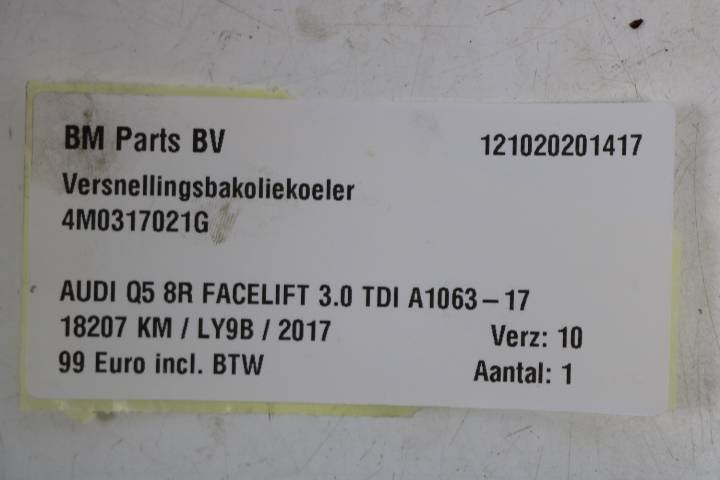 BM Parts BV 121020201417
Versnellingsbakoliekoeler
4M0317021G
AUDI Q5 8R FACELIFT 3.0 TDI A1063-17
18207 KM / LY9B / 2017 Verz: 10
99 Euro incl. BTW Aantal: 1